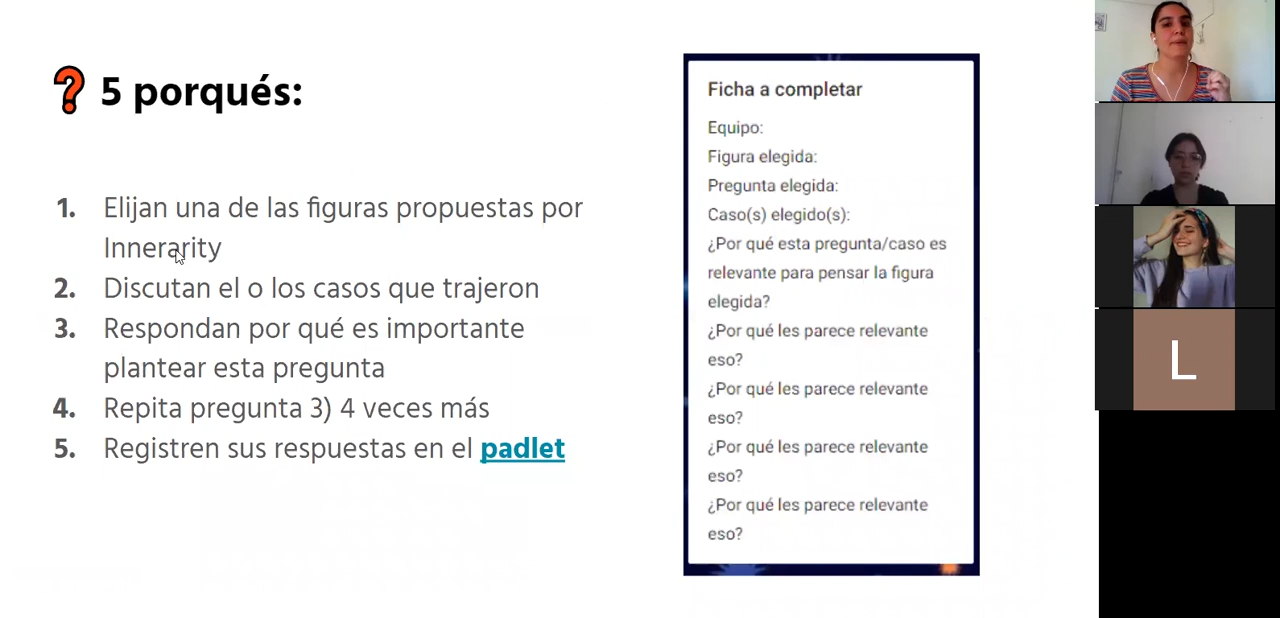 ❓ 5 porqués:
1. Elijan una de las figuras propuestas por
Innerarity
2. Discutan el o los casos que trajeron
3. Respondan por qué es importante
plantear esta pregunta
4. Repita pregunta 3) 4 veces más
5. Registren sus respuestas en el padlet
Ficha a completar
Equipo:
Figura elegida:
Pregunta elegida:
Caso(s) elegido(s):
¿Por qué esta pregunta/caso es
relevante para pensar la figura
elegida?
¿Por qué les parece relevante
eso?
¿Por qué les parece relevante
eso?
¿Por qué les parece relevante
eso?
¿Por qué les parece relevante
eso?
L